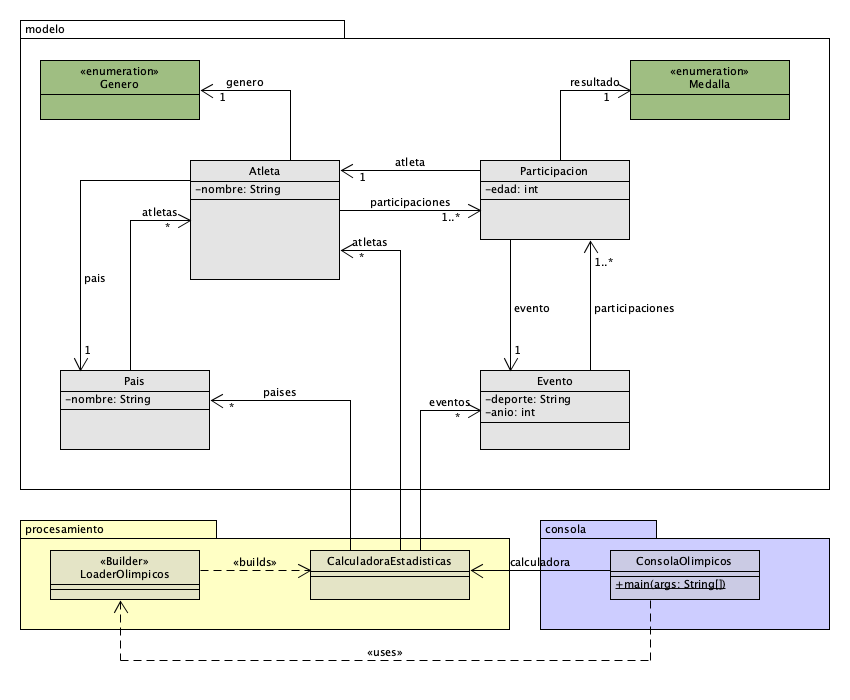 modelo
«enumeration»
Genero
genero
1
resultado
1
«enumeration»
Medalla
Atleta
-nombre: String
atleta
1
Participacion
-edad: int
participaciones
1..*
atletas
*
atletas
*
pais
1
evento
1
1..*
participaciones
Pais
-nombre: String
paises
*
eventos
*
Evento
-deporte: String
-anio: int
procesamiento
«Builder»
LoaderOlimpicos
«builds»
CalculadoraEstadisticas
calculadora
consola
ConsolaOlimpicos
+main(args: String[])
«uses»